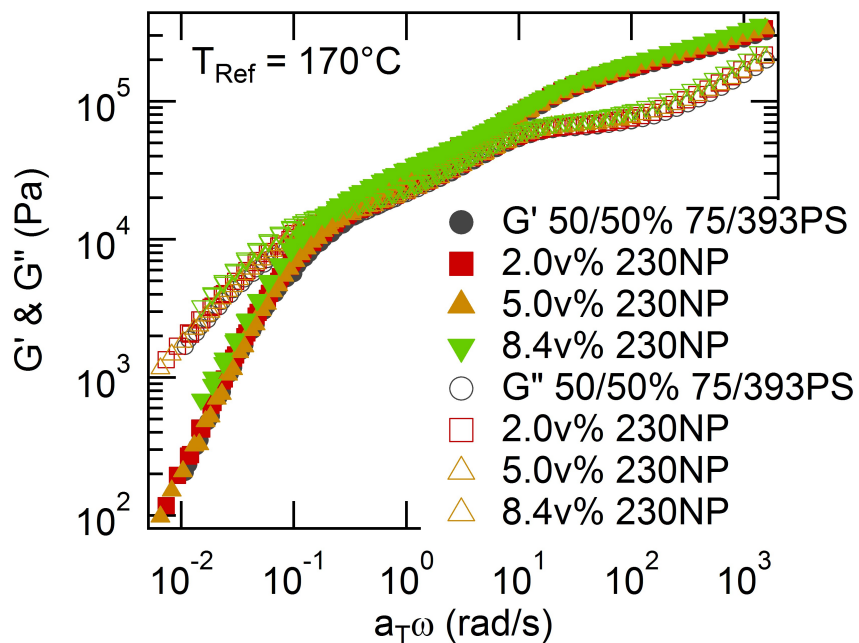 T_Ref = 170°C
10^5
10^4
10^3
10^2
G' & G" (Pa)
G' 50/50% 75/393PS
2.0v% 230NP
5.0v% 230NP
8.4v% 230NP
G" 50/50% 75/393PS
2.0v% 230NP
5.0v% 230NP
8.4v% 230NP
10^-2 10^-1 10^0 10^1 10^2 10^3
a_Tω (rad/s)